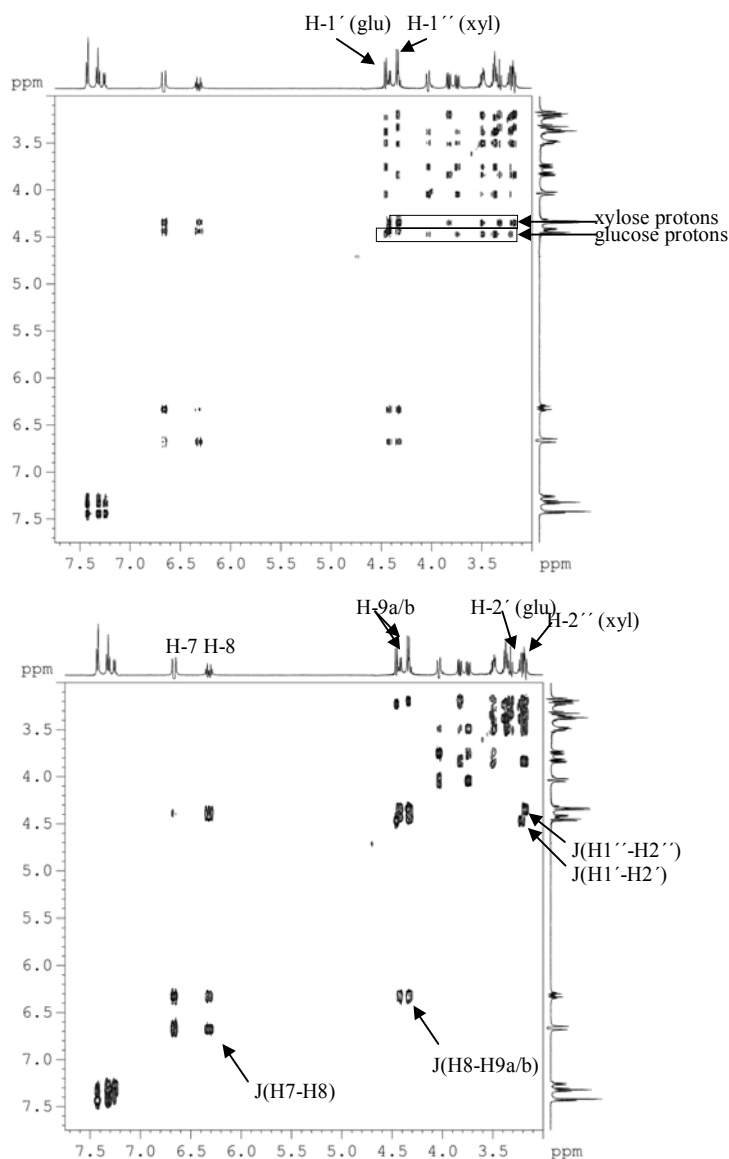 H-1´ (glu) H-1´´ (xyl)
ppm
3.5
4.0
xylose protons
4.5
glucose protons
5.0
5.5
6.0
6.5
7.0
7.5
7.5 7.0 6.5 6.0 5.5 5.0 4.5 4.0 3.5 ppm
H-9a/b H-2´ (glu)
H-2´´ (xyl)
H-7 H-8
ppm
3.5
4.0
4.5
J(H1´´-H2´´)
J(H1´-H2´)
5.0
5.5
6.0
6.5
J(H8-H9a/b)
7.0
J(H7-H8)
7.5
7.5 7.0 6.5 6.0 5.5 5.0 4.5 4.0 3.5 ppm